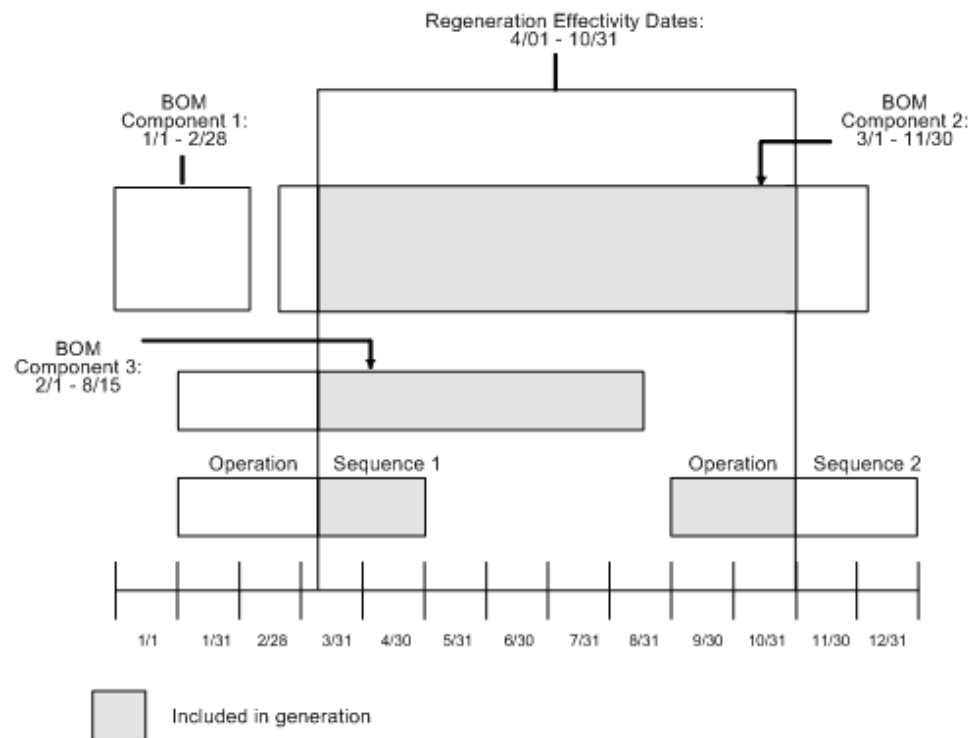 Regeneration Effectivity Dates:
4/01 - 10/31
BOM
Component 1:
1/1 - 2/28
BOM
Component 2:
3/1 - 11/30
BOM
Component 3:
2/1 - 8/15
Operation Sequence 1
Operation Sequence 2
1/1 1/31 2/28 3/31 4/30 5/31 6/30 7/31 8/31 9/30 10/31 11/30 12/31
Included in generation